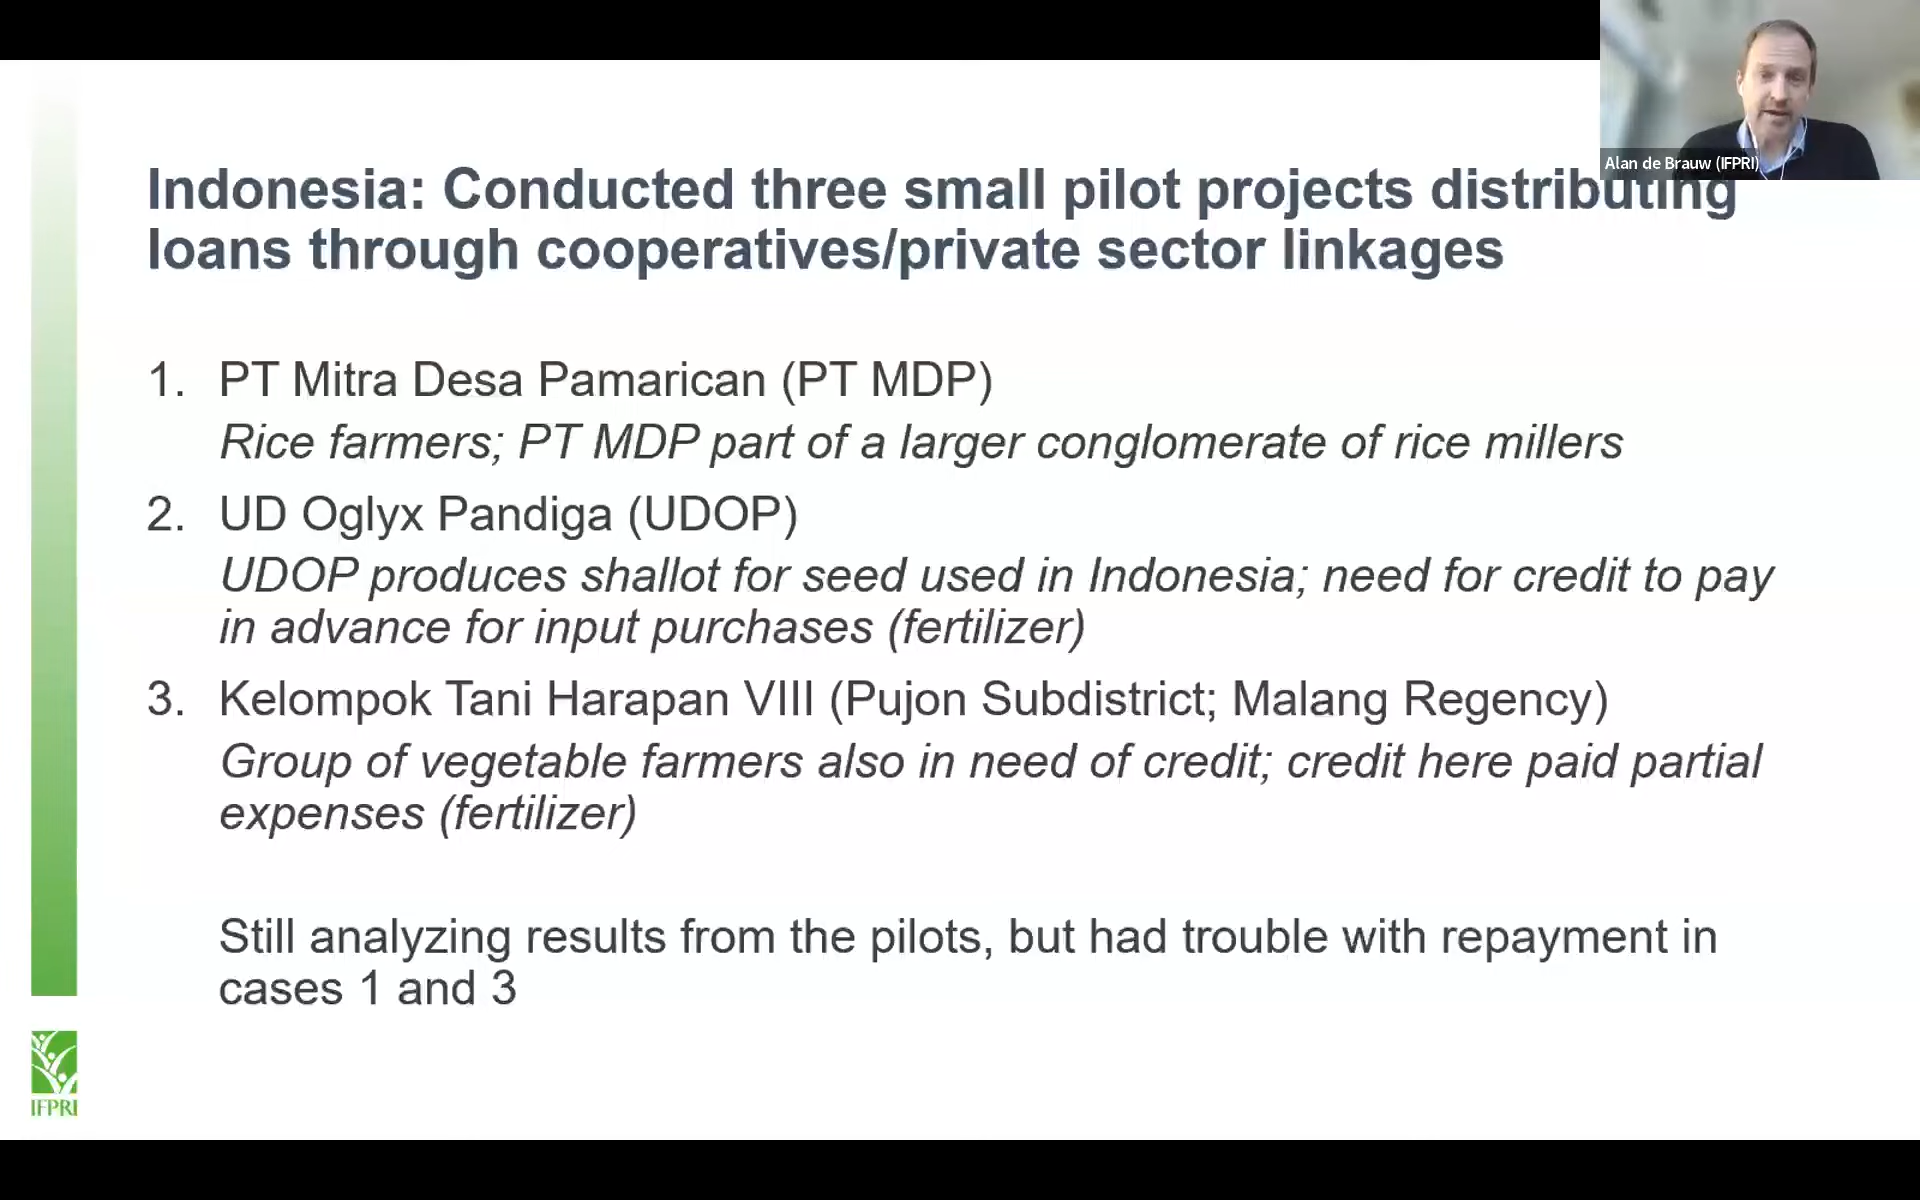 Alan de Brauw (IFPRI)
Indonesia: Conducted three small pilot projects distributing
loans through cooperatives/private sector linkages
1. PT Mitra Desa Pamarican (PT MDP)
Rice farmers; PT MDP part of a larger conglomerate of rice millers
2. UD Oglyx Pandiga (UDOP)
UDOP produces shallot for seed used in Indonesia; need for credit to pay
in advance for input purchases (fertilizer)
3. Kelompok Tani Harapan VIII (Pujon Subdistrict; Malang Regency)
Group of vegetable farmers also in need of credit; credit here paid partial
expenses (fertilizer)
Still analyzing results from the pilots, but had trouble with repayment in
cases 1 and 3
IFPRI